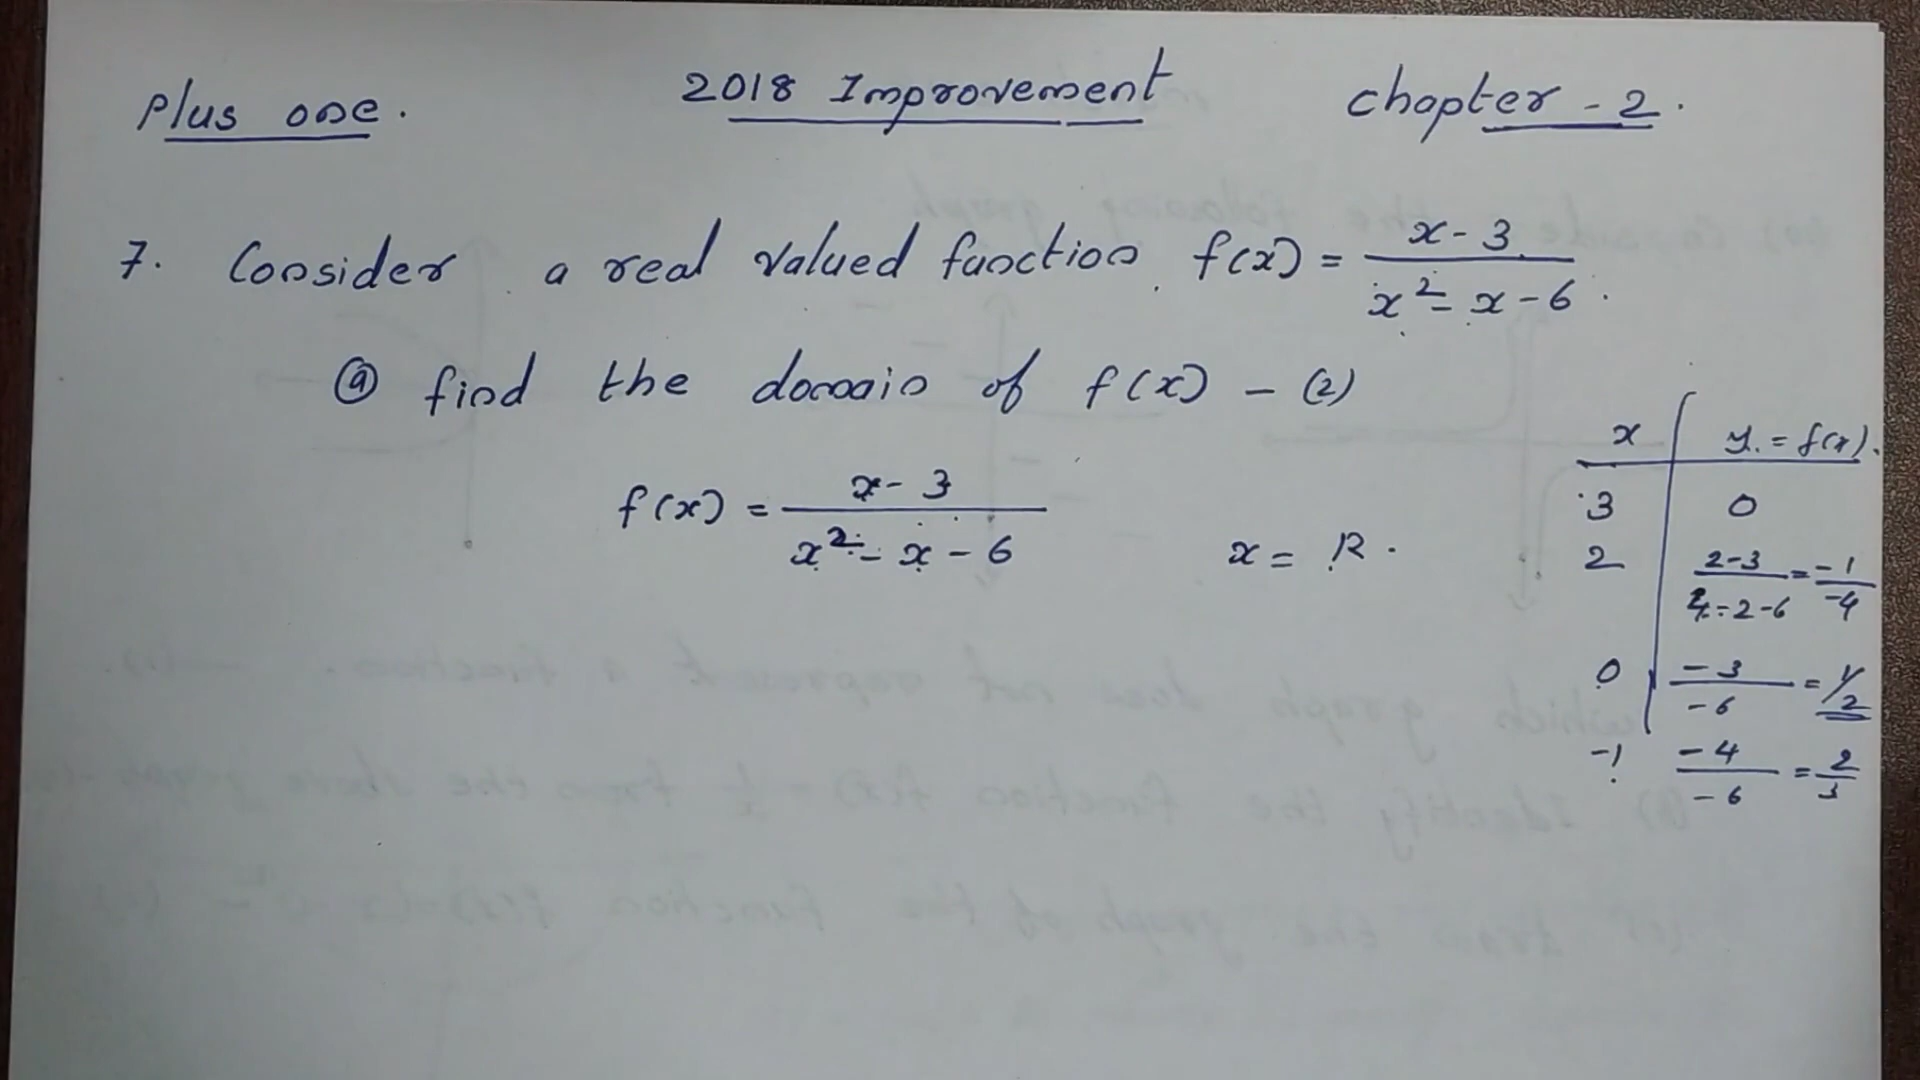 Plus one. 2018 Improvement Chapter - 2.
7. Consider a real valued function f(x) = (x - 3)/(x² - x - 6).
ⓐ find the domain of f(x) - (2)
f(x) = (x - 3)/(x² - x - 6) x = R.
x | y = f(x).
3 | 0
2 | (2-3)/(4-2-6) = -1/-4
0 | -3/-6 = 1/2
-1 | -4/-6 = 2/3